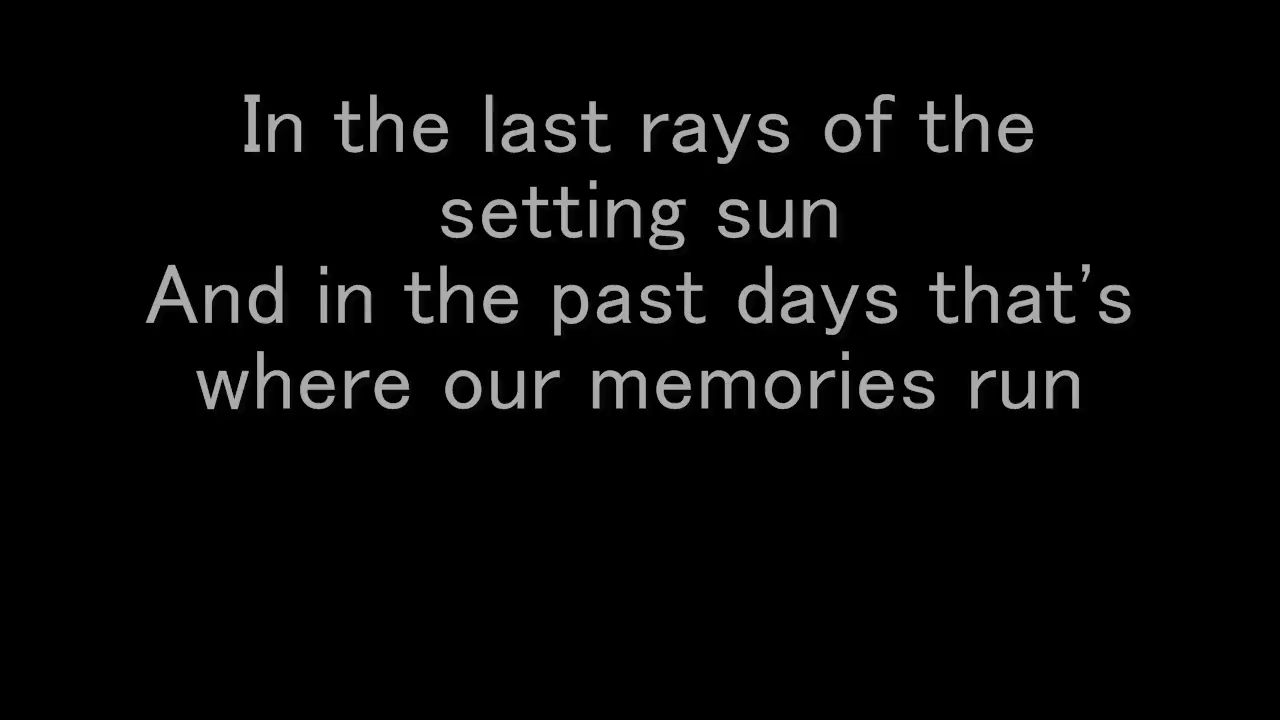 In the last rays of the
setting sun
And in the past days that's
where our memories run